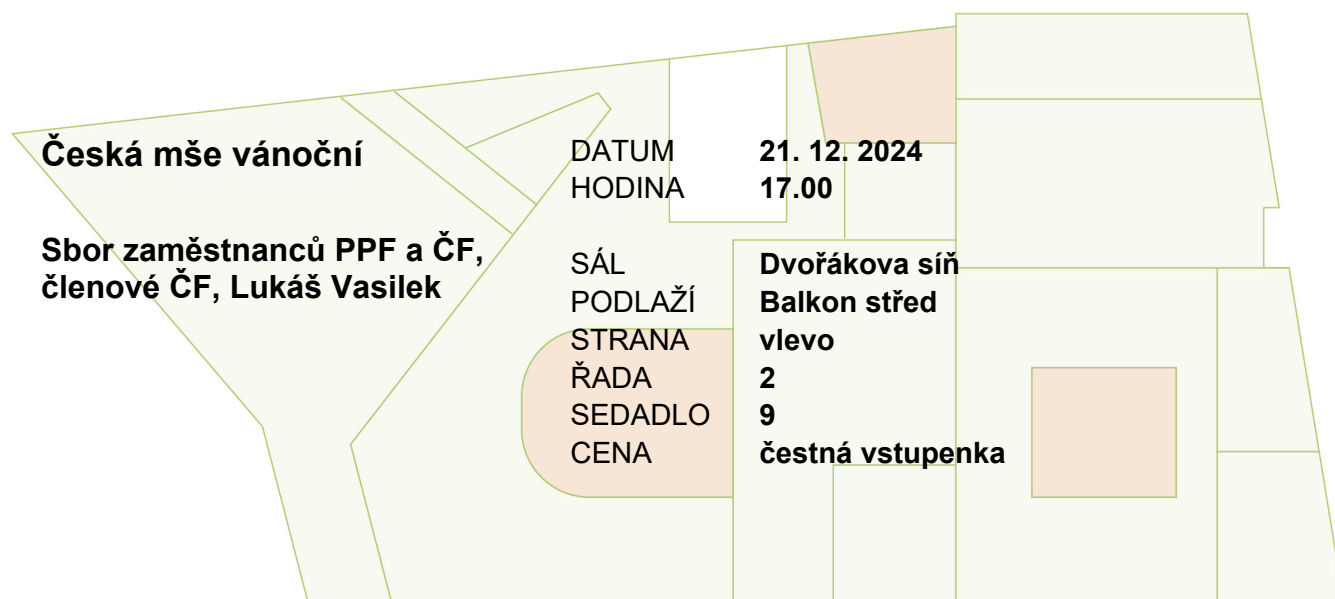 Česká mše vánoční
Sbor zaměstnanců PPF a ČF,
členové ČF, Lukáš Vasilek
DATUM 21. 12. 2024
HODINA 17.00
SÁL Dvořákova síň
PODLAŽÍ Balkon střed
STRANA vlevo
ŘADA 2
SEDADLO 9
CENA čestná vstupenka